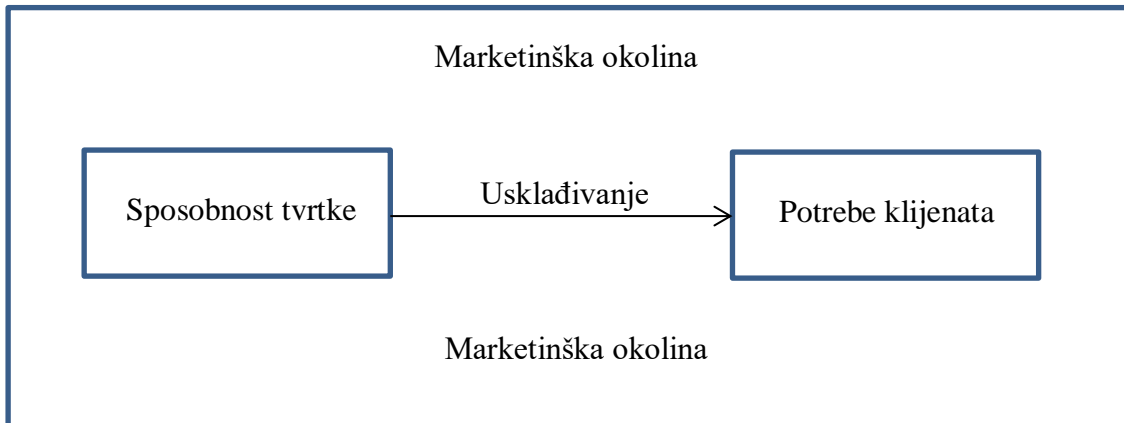 Marketinška okolina
Sposobnost tvrtke
Usklađivanje
Potrebe klijenata
Marketinška okolina